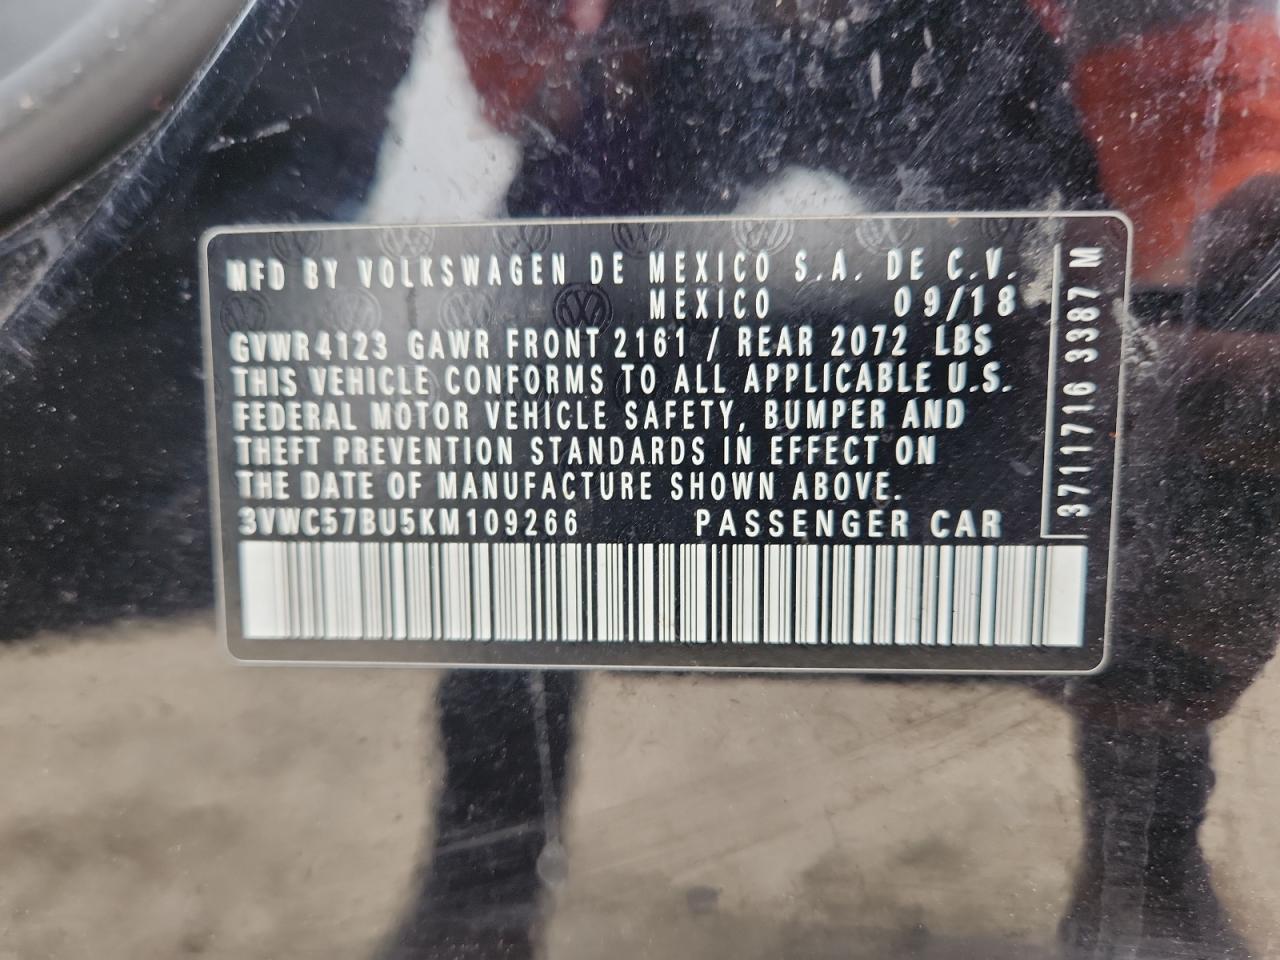 MFD BY VOLKSWAGEN DE MEXICO S.A. DE C.V.
MEXICO 09/18
GVWR 4123 GAWR FRONT 2161 / REAR 2072 LBS
THIS VEHICLE CONFORMS TO ALL APPLICABLE U.S.
FEDERAL MOTOR VEHICLE SAFETY, BUMPER AND
THEFT PREVENTION STANDARDS IN EFFECT ON
THE DATE OF MANUFACTURE SHOWN ABOVE.
3VWC57BU5KM109266 PASSENGER CAR
3711716 3387 M